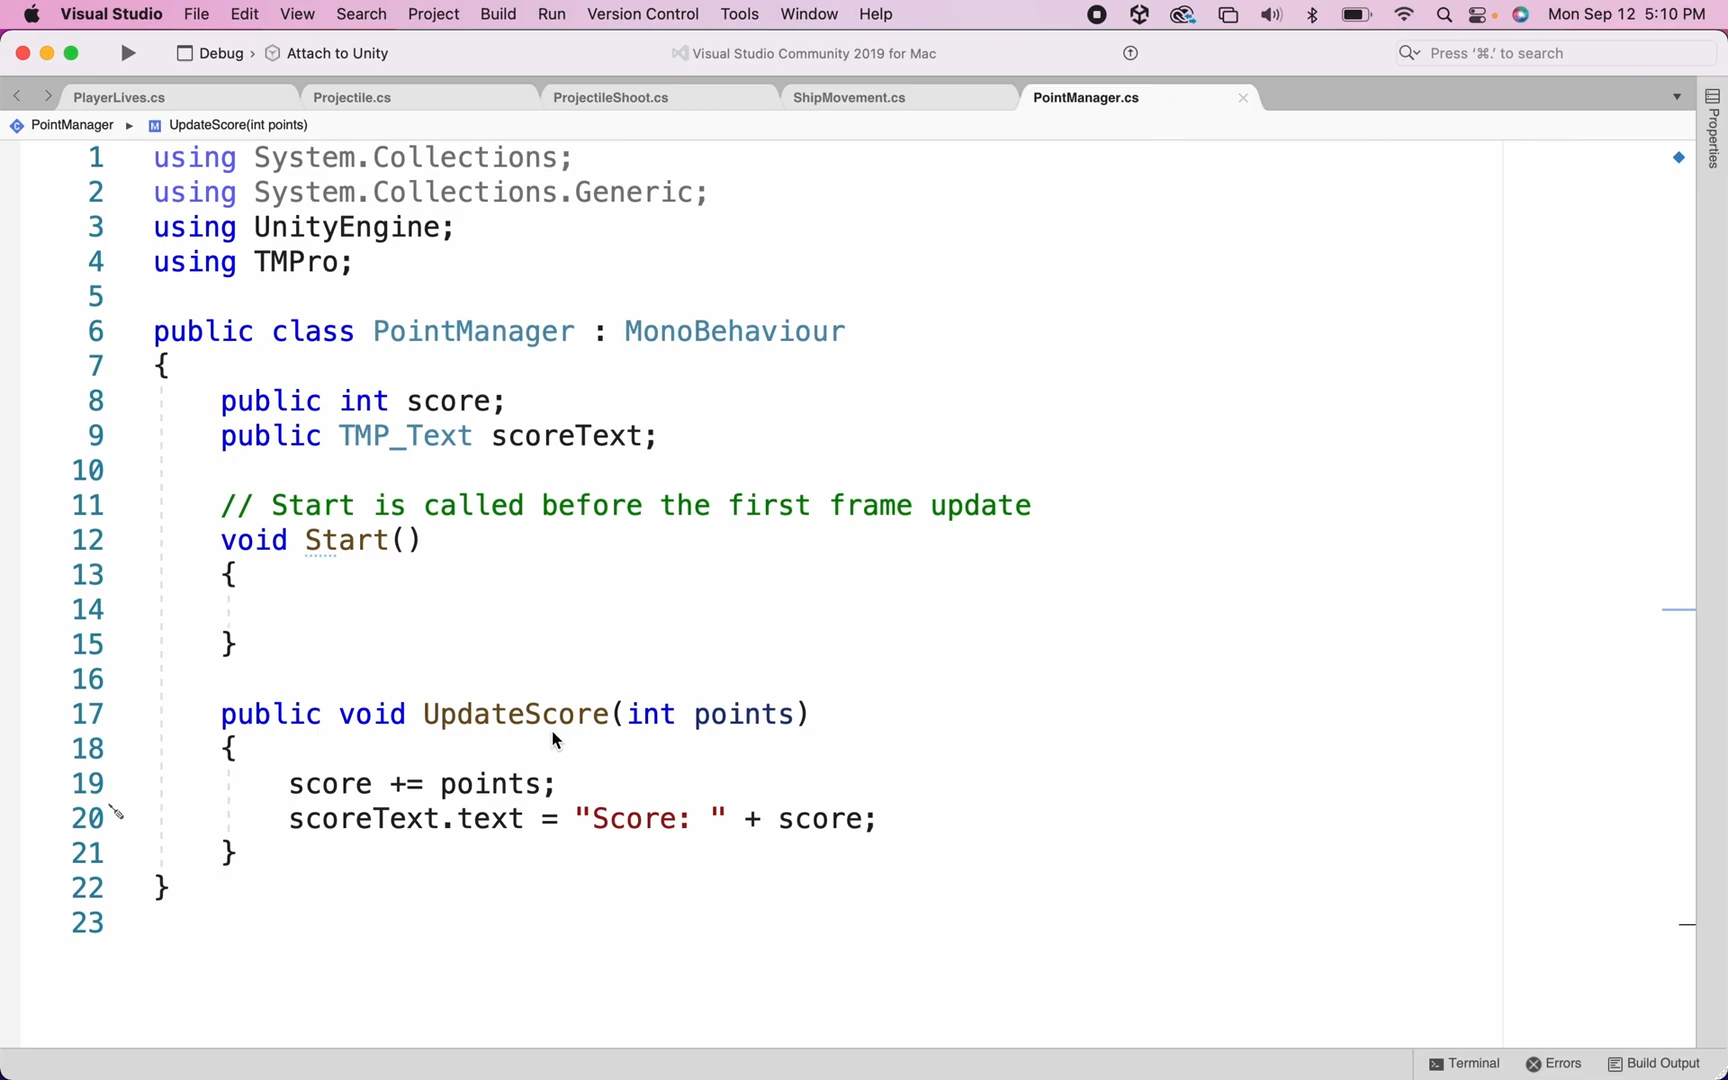 Visual Studio File Edit View Search Project Build Run Version Control Tools Window Help Mon Sep 12 5:10 PM
Debug › Attach to Unity Visual Studio Community 2019 for Mac Press '⌘.' to search
PlayerLives.cs Projectile.cs ProjectileShoot.cs ShipMovement.cs PointManager.cs
Properties
PointManager ▸ M UpdateScore(int points)
1 using System.Collections;
2 using System.Collections.Generic;
3 using UnityEngine;
4 using TMPro;
5
6 public class PointManager : MonoBehaviour
7 {
8 public int score;
9 public TMP_Text scoreText;
10
11 // Start is called before the first frame update
12 void Start()
13 {
14
15 }
16
17 public void UpdateScore(int points)
18 {
19 score += points;
20 scoreText.text = "Score: " + score;
21 }
22 }
23
Terminal Errors Build Output